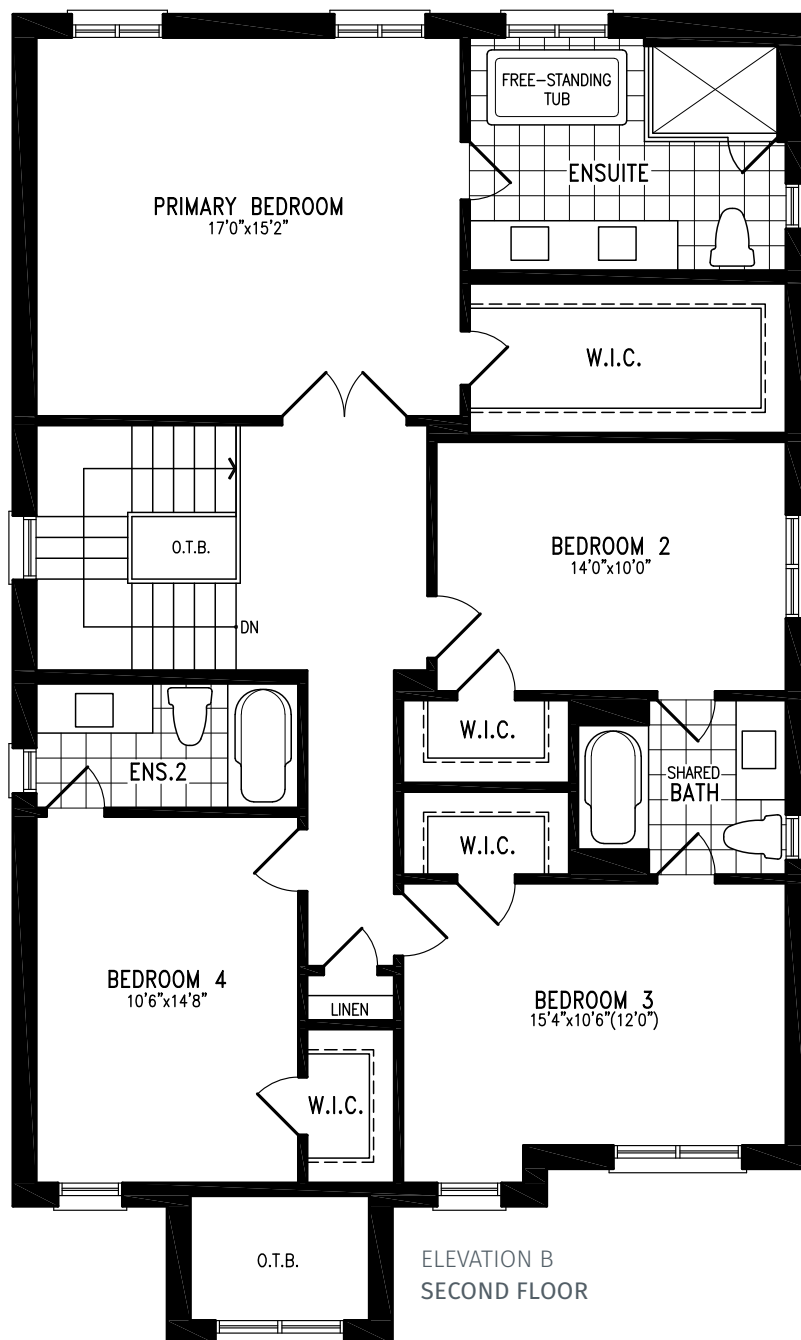 FREE-STANDING
TUB
ENSUITE
PRIMARY BEDROOM
17'0"x15'2"
W.I.C.
O.T.B.
BEDROOM 2
14'0"x10'0"
DN
W.I.C.
ENS.2
SHARED
BATH
W.I.C.
BEDROOM 4
10'6"x14'8"
BEDROOM 3
15'4"x10'6"(12'0")
LINEN
W.I.C.
O.T.B.
ELEVATION B
SECOND FLOOR